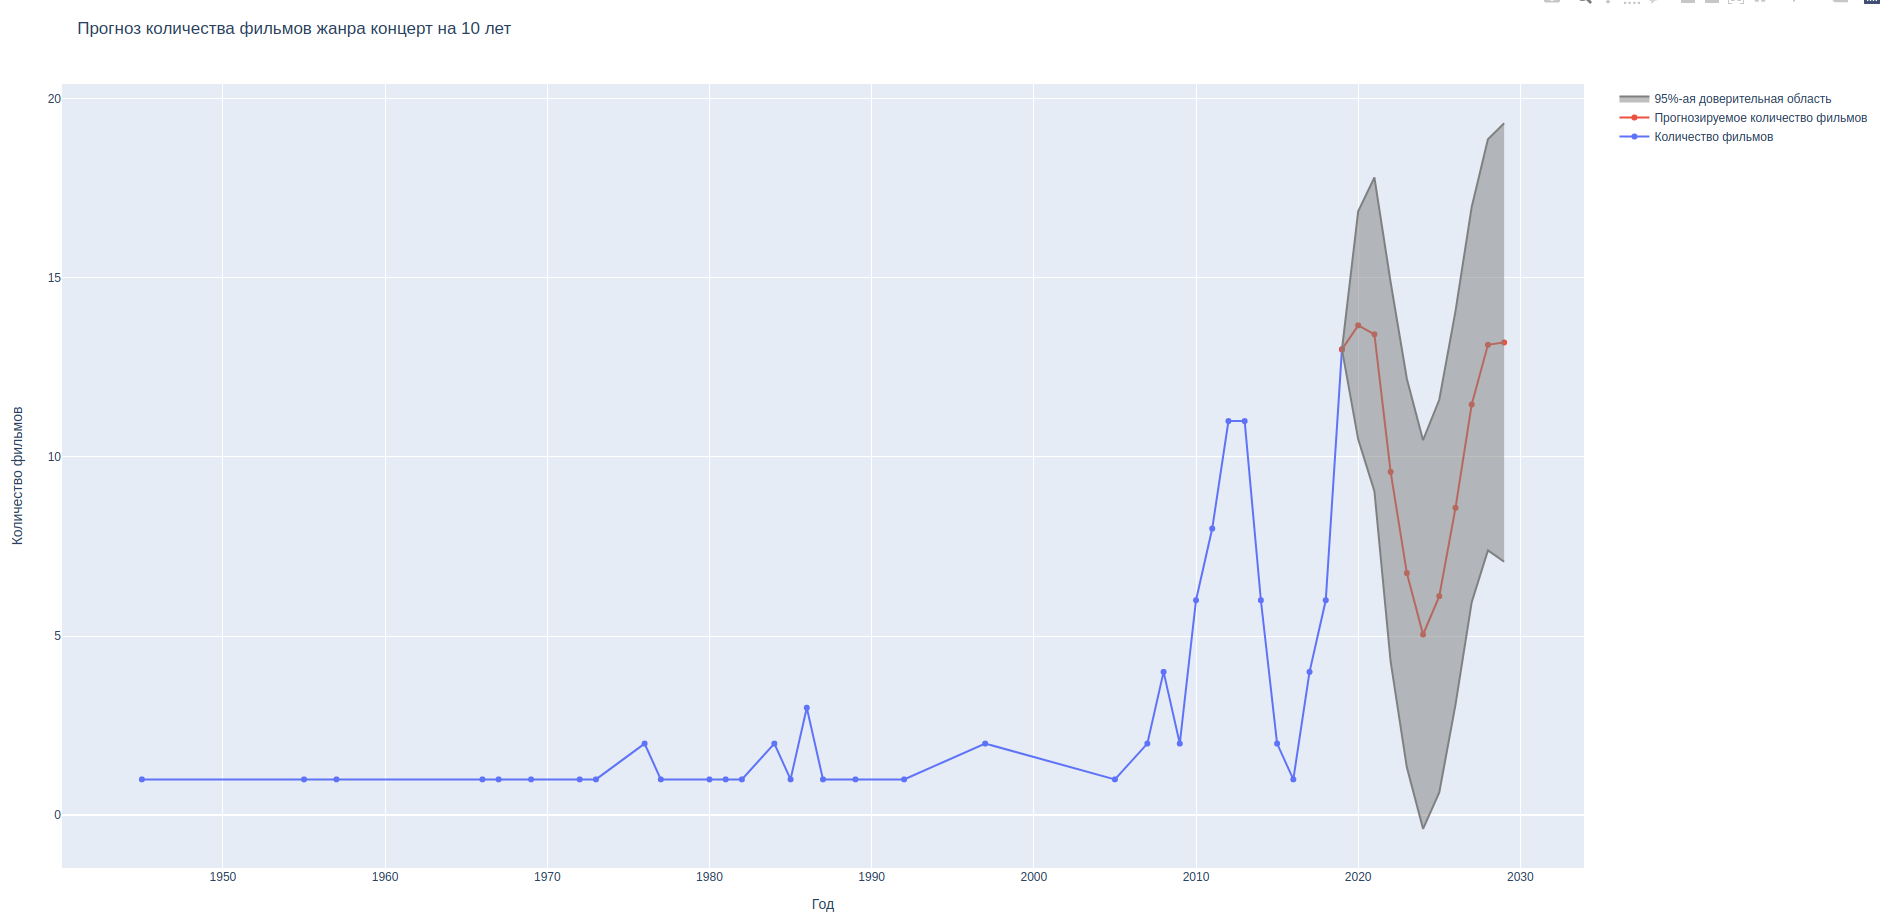 Прогноз количества фильмов жанра концерт на 10 лет
95%-ая доверительная область
Прогнозируемое количество фильмов
Количество фильмов
20
15
10
5
0
Количество фильмов
1950
1960
1970
1980
1990
2000
2010
2020
2030
Год